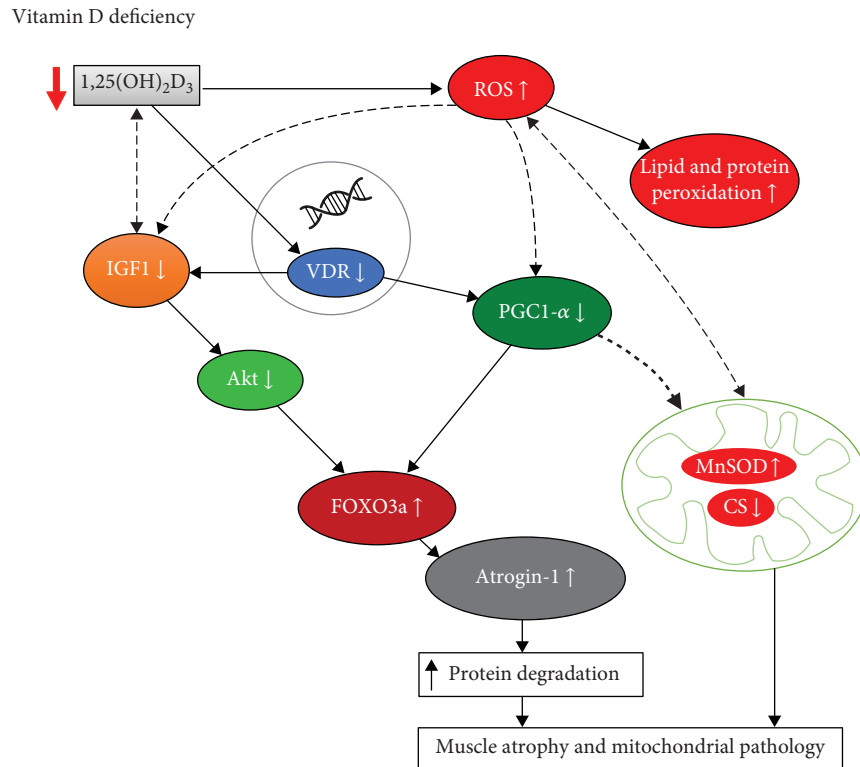 Vitamin D deficiency
1,25(OH)₂D₃
ROS ↑
Lipid and protein
peroxidation ↑
IGF1 ↓
VDR ↓
PGC1-α ↓
Akt ↓
MnSOD ↑
CS ↓
FOXO3a ↑
Atrogin-1 ↑
↑ Protein degradation
Muscle atrophy and mitochondrial pathology